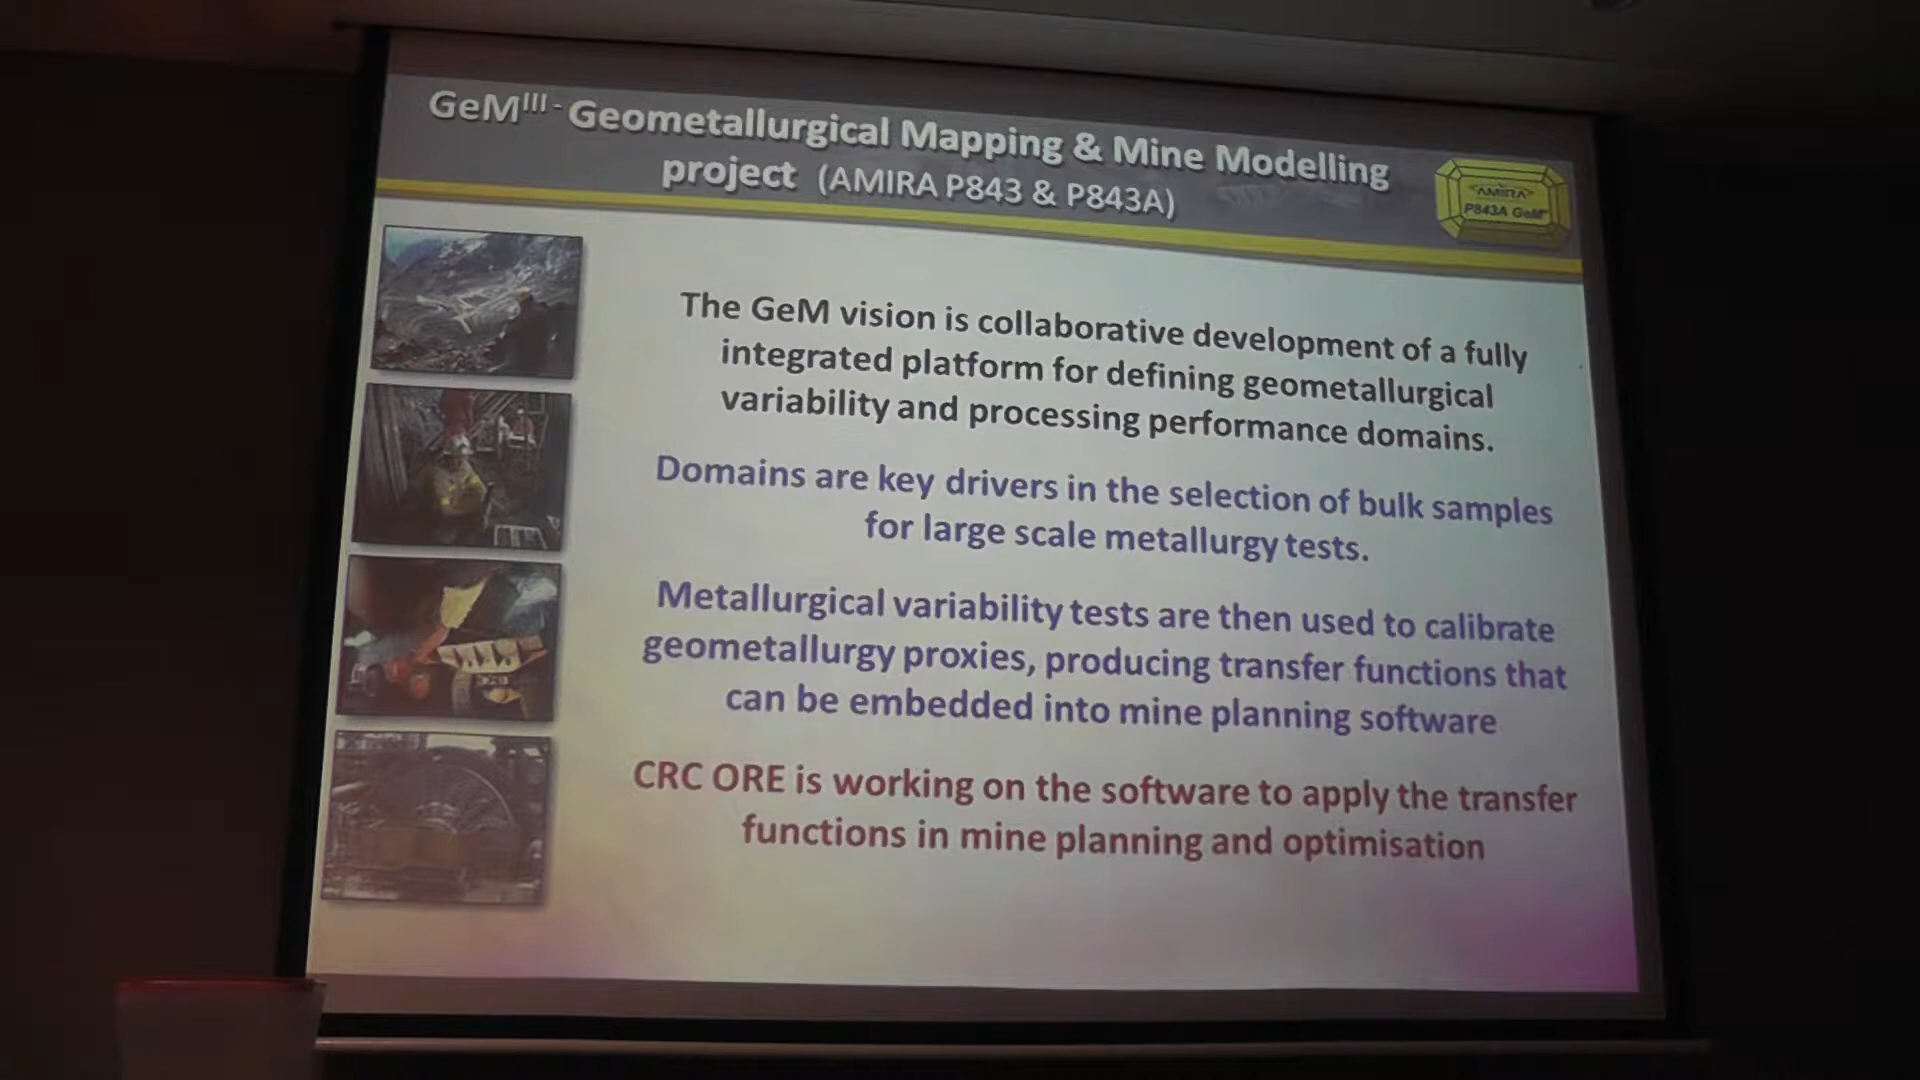 GeMᴵᴵᴵ - Geometallurgical Mapping & Mine Modelling
project (AMIRA P843 & P843A)
AMIRA
P843A GeMᴵᴵᴵ
The GeM vision is collaborative development of a fully
integrated platform for defining geometallurgical
variability and processing performance domains.
Domains are key drivers in the selection of bulk samples
for large scale metallurgy tests.
Metallurgical variability tests are then used to calibrate
geometallurgy proxies, producing transfer functions that
can be embedded into mine planning software
CRC ORE is working on the software to apply the transfer
functions in mine planning and optimisation